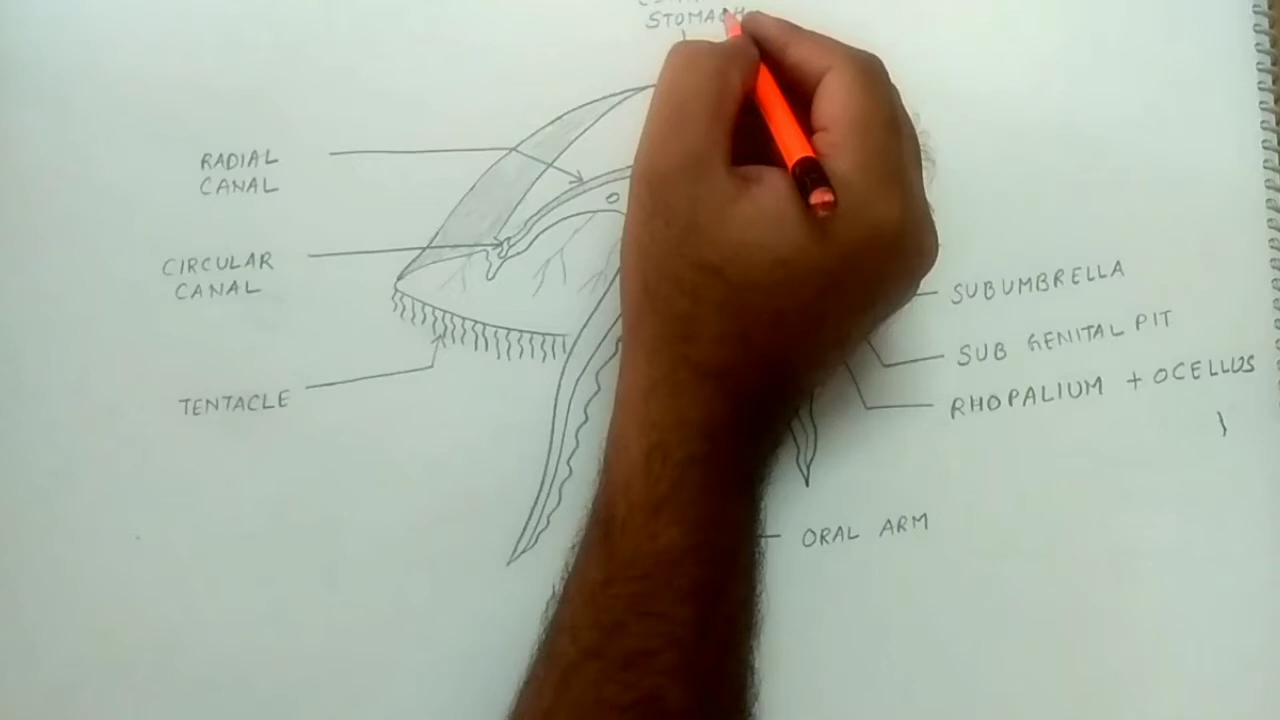 STOMACH
RADIAL
CANAL
CIRCULAR
CANAL
TENTACLE
SUBUMBRELLA
SUB GENITAL PIT
RHOPALIUM + OCELLUS
ORAL ARM